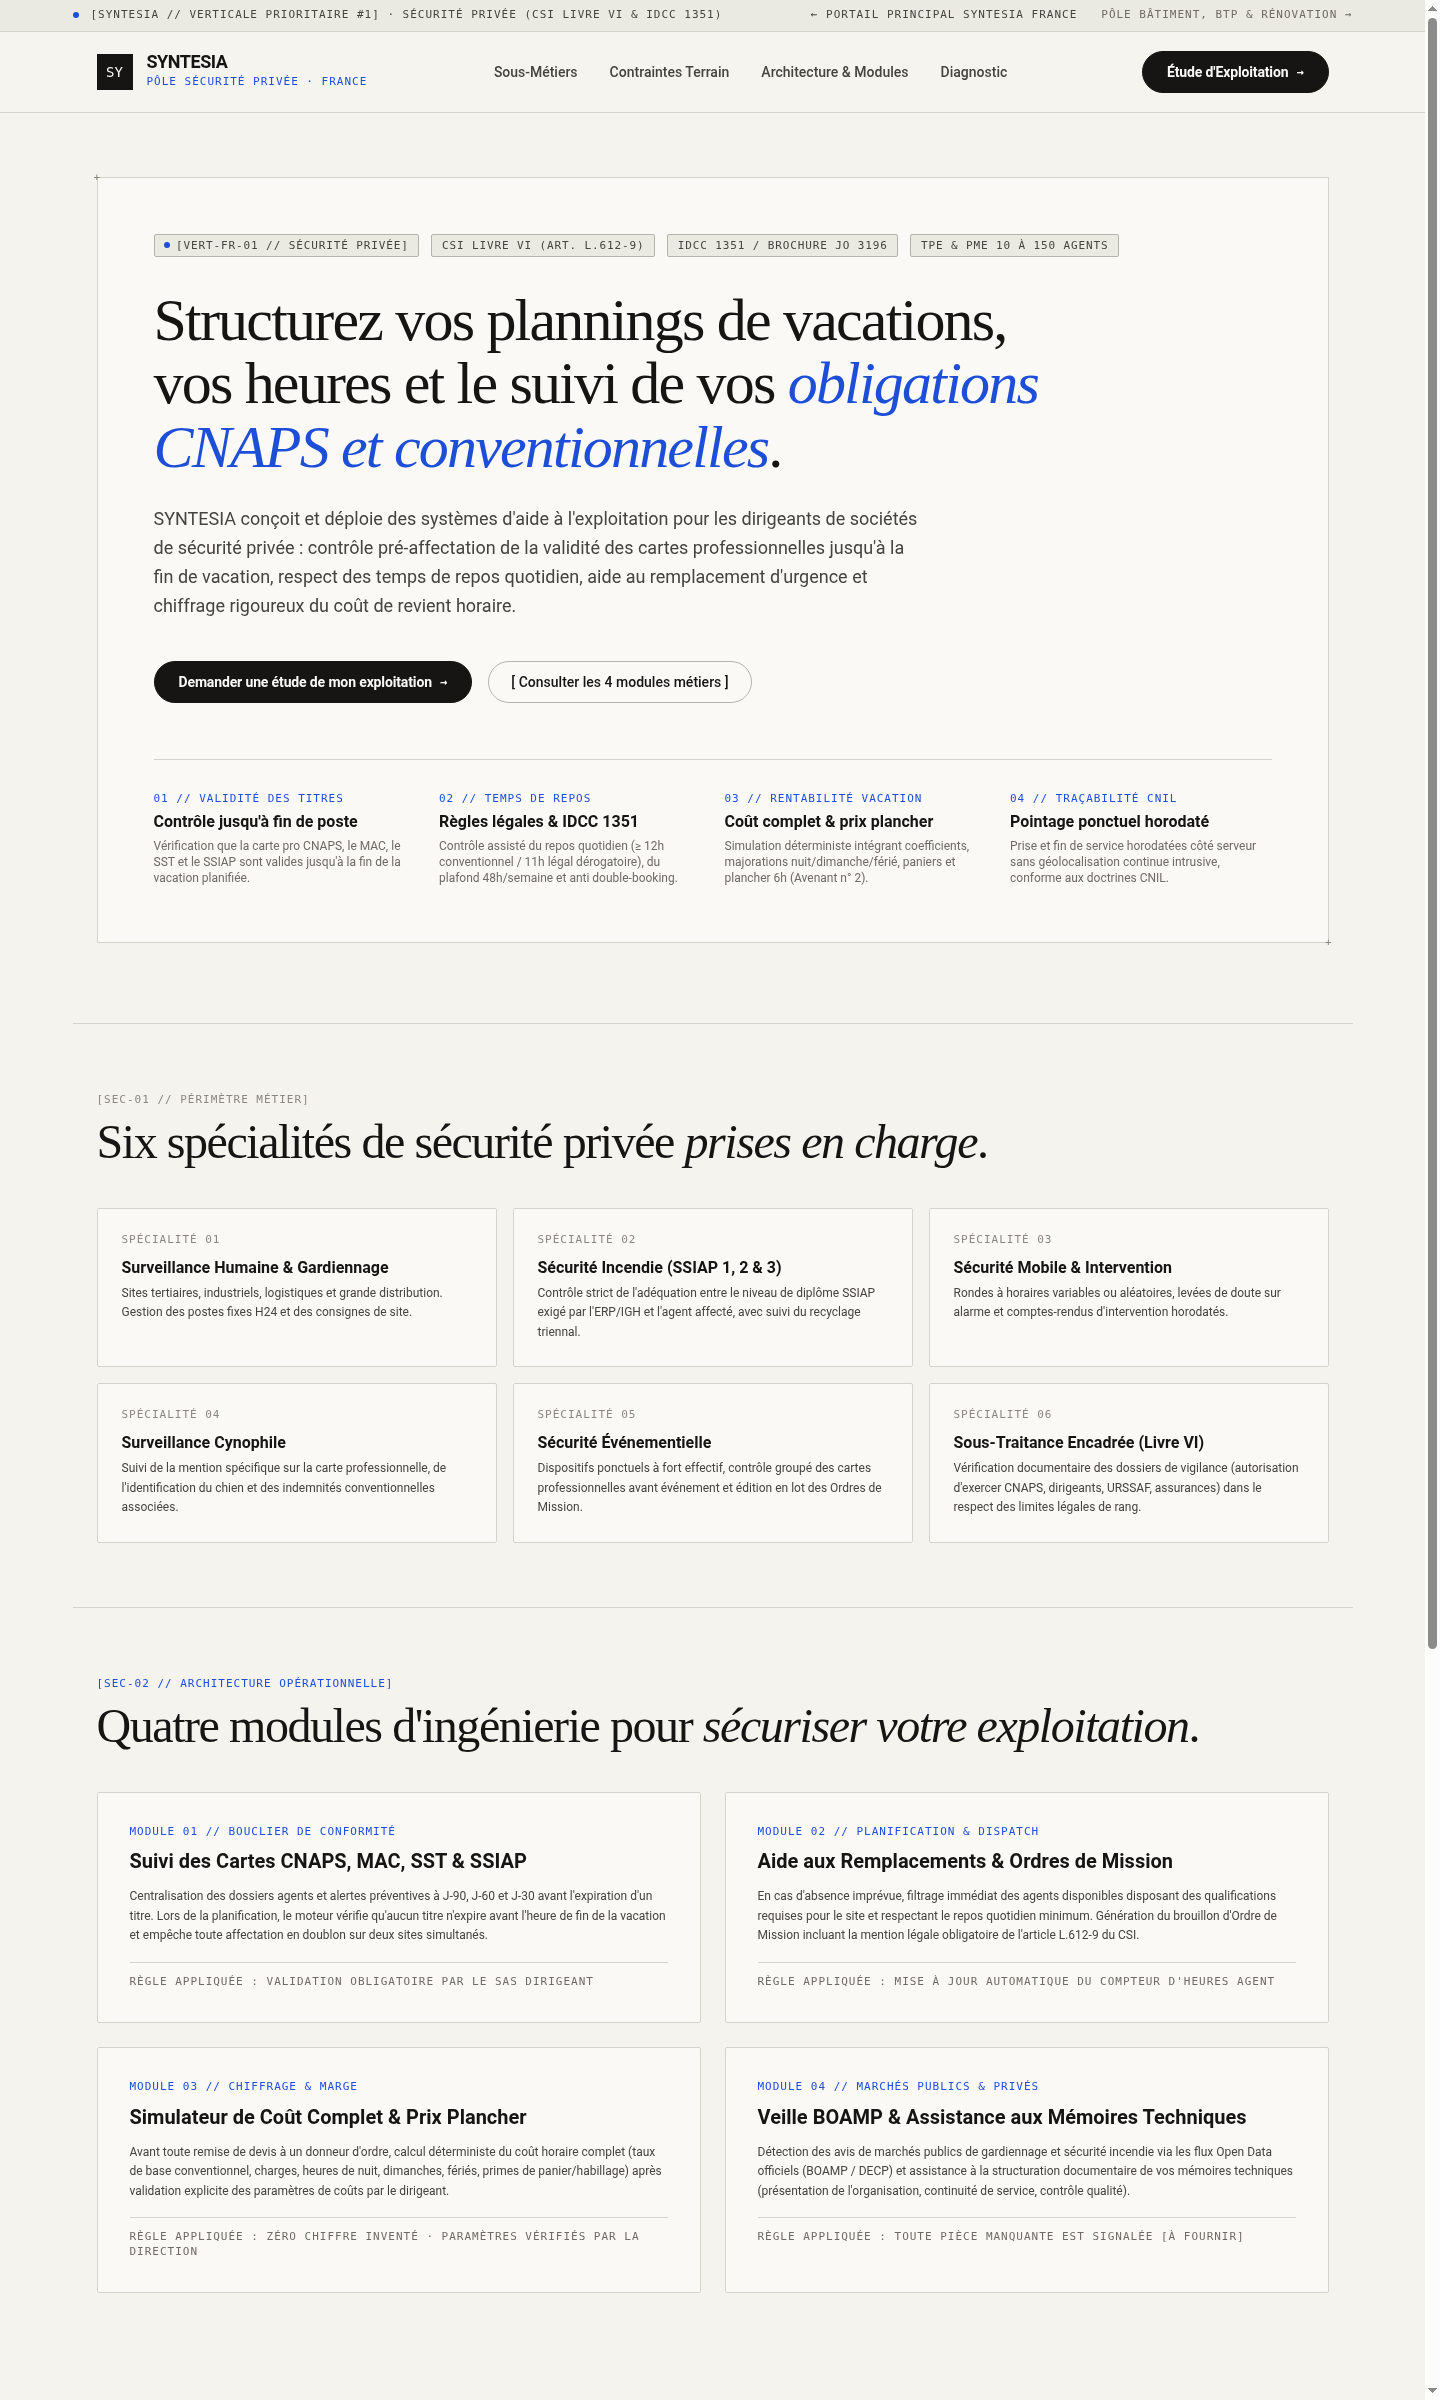 [SYNTESIA // VERTICALE PRIORITAIRE #1] · SÉCURITÉ PRIVÉE (CSI LIVRE VI & IDCC 1351)
← PORTAIL PRINCIPAL SYNTESIA FRANCE
PÔLE BÂTIMENT, BTP & RÉNOVATION →
SY
SYNTESIA
PÔLE SÉCURITÉ PRIVÉE · FRANCE
Sous-Métiers
Contraintes Terrain
Architecture & Modules
Diagnostic
Étude d'Exploitation →
[VERT-FR-01 // SÉCURITÉ PRIVÉE]
CSI LIVRE VI (ART. L.612-9)
IDCC 1351 / BROCHURE JO 3196
TPE & PME 10 À 150 AGENTS
Structurez vos plannings de vacations,
vos heures et le suivi de vos obligations
CNAPS et conventionnelles.
SYNTESIA conçoit et déploie des systèmes d'aide à l'exploitation pour les dirigeants de sociétés
de sécurité privée : contrôle pré-affectation de la validité des cartes professionnelles jusqu'à la
fin de vacation, respect des temps de repos quotidien, aide au remplacement d'urgence et
chiffrage rigoureux du coût de revient horaire.
Demander une étude de mon exploitation →
[ Consulter les 4 modules métiers ]
01 // VALIDITÉ DES TITRES
Contrôle jusqu'à fin de poste
Vérification que la carte pro CNAPS, le MAC, le
SST et le SSIAP sont valides jusqu'à la fin de la
vacation planifiée.
02 // TEMPS DE REPOS
Règles légales & IDCC 1351
Contrôle assisté du repos quotidien (≥ 12h
conventionnel / 11h légal dérogatoire), du
plafond 48h/semaine et anti double-booking.
03 // RENTABILITÉ VACATION
Coût complet & prix plancher
Simulation déterministe intégrant coefficients,
majorations nuit/dimanche/férié, paniers et
plancher 6h (Avenant n° 2).
04 // TRAÇABILITÉ CNIL
Pointage ponctuel horodaté
Prise et fin de service horodatées côté serveur
sans géolocalisation continue intrusive,
conforme aux doctrines CNIL.
[SEC-01 // PÉRIMÈTRE MÉTIER]
Six spécialités de sécurité privée prises en charge.
SPÉCIALITÉ 01
Surveillance Humaine & Gardiennage
Sites tertiaires, industriels, logistiques et grande distribution.
Gestion des postes fixes H24 et des consignes de site.
SPÉCIALITÉ 02
Sécurité Incendie (SSIAP 1, 2 & 3)
Contrôle strict de l'adéquation entre le niveau de diplôme SSIAP
exigé par l'ERP/IGH et l'agent affecté, avec suivi du recyclage
triennal.
SPÉCIALITÉ 03
Sécurité Mobile & Intervention
Rondes à horaires variables ou aléatoires, levées de doute sur
alarme et comptes-rendus d'intervention horodatés.
SPÉCIALITÉ 04
Surveillance Cynophile
Suivi de la mention spécifique sur la carte professionnelle, de
l'identification du chien et des indemnités conventionnelles
associées.
SPÉCIALITÉ 05
Sécurité Événementielle
Dispositifs ponctuels à fort effectif, contrôle groupé des cartes
professionnelles avant événement et édition en lot des Ordres de
Mission.
SPÉCIALITÉ 06
Sous-Traitance Encadrée (Livre VI)
Vérification documentaire des dossiers de vigilance (autorisation
d'exercer CNAPS, dirigeants, URSSAF, assurances) dans le
respect des limites légales de rang.
[SEC-02 // ARCHITECTURE OPÉRATIONNELLE]
Quatre modules d'ingénierie pour sécuriser votre exploitation.
MODULE 01 // BOUCLIER DE CONFORMITÉ
Suivi des Cartes CNAPS, MAC, SST & SSIAP
Centralisation des dossiers agents et alertes préventives à J-90, J-60 et J-30 avant l'expiration d'un
titre. Lors de la planification, le moteur vérifie qu'aucun titre n'expire avant l'heure de fin de la vacation
et empêche toute affectation en doublon sur deux sites simultanés.
RÈGLE APPLIQUÉE : VALIDATION OBLIGATOIRE PAR LE SAS DIRIGEANT
MODULE 02 // PLANIFICATION & DISPATCH
Aide aux Remplacements & Ordres de Mission
En cas d'absence imprévue, filtrage immédiat des agents disponibles disposant des qualifications
requises pour le site et respectant le repos quotidien minimum. Génération du brouillon d'Ordre de
Mission incluant la mention légale obligatoire de l'article L.612-9 du CSI.
RÈGLE APPLIQUÉE : MISE À JOUR AUTOMATIQUE DU COMPTEUR D'HEURES AGENT
MODULE 03 // CHIFFRAGE & MARGE
Simulateur de Coût Complet & Prix Plancher
Avant toute remise de devis à un donneur d'ordre, calcul déterministe du coût horaire complet (taux
de base conventionnel, charges, heures de nuit, dimanches, fériés, primes de panier/habillage) après
validation explicite des paramètres de coûts par le dirigeant.
RÈGLE APPLIQUÉE : ZÉRO CHIFFRE INVENTÉ · PARAMÈTRES VÉRIFIÉS PAR LA
DIRECTION
MODULE 04 // MARCHÉS PUBLICS & PRIVÉS
Veille BOAMP & Assistance aux Mémoires Techniques
Détection des avis de marchés publics de gardiennage et sécurité incendie via les flux Open Data
officiels (BOAMP / DECP) et assistance à la structuration documentaire de vos mémoires techniques
(présentation de l'organisation, continuité de service, contrôle qualité).
RÈGLE APPLIQUÉE : TOUTE PIÈCE MANQUANTE EST SIGNALÉE [À FOURNIR]